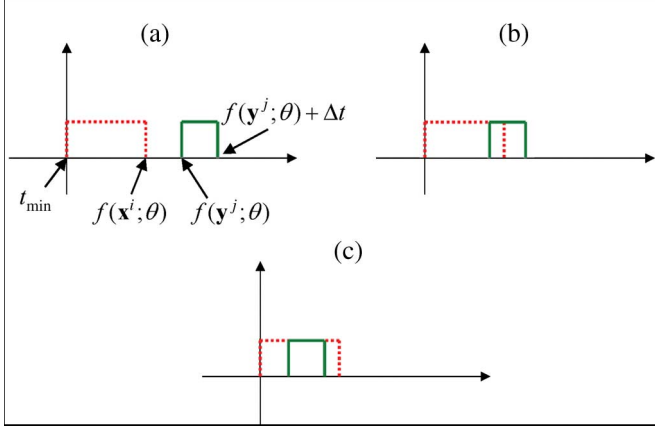 (a)
(b)
f(y^j;θ)+Δt
t_min
f(x^i;θ)
f(y^j;θ)
(c)